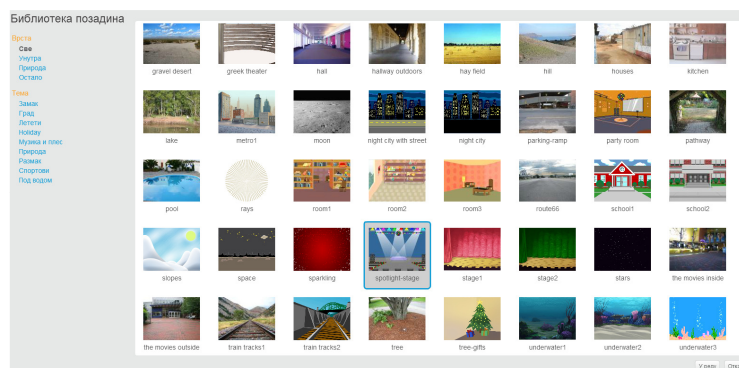 Библиотека позадина
Врста
Све
Унутра
Природа
Остало
Тема
Замак
Град
Летети
Holiday
Музика и плес
Природа
Размак
Спортови
Под водом
gravel desert
greek theater
hall
hallway outdoors
hay field
hill
houses
kitchen
lake
metro1
moon
night city with street
night city
parking-ramp
party room
pathway
pool
rays
room1
room2
room3
route66
school1
school2
slopes
space
sparkling
spotlight-stage
stage1
stage2
stars
the movies inside
the movies outside
train tracks1
train tracks2
tree
tree-gifts
underwater1
underwater2
underwater3
У реду